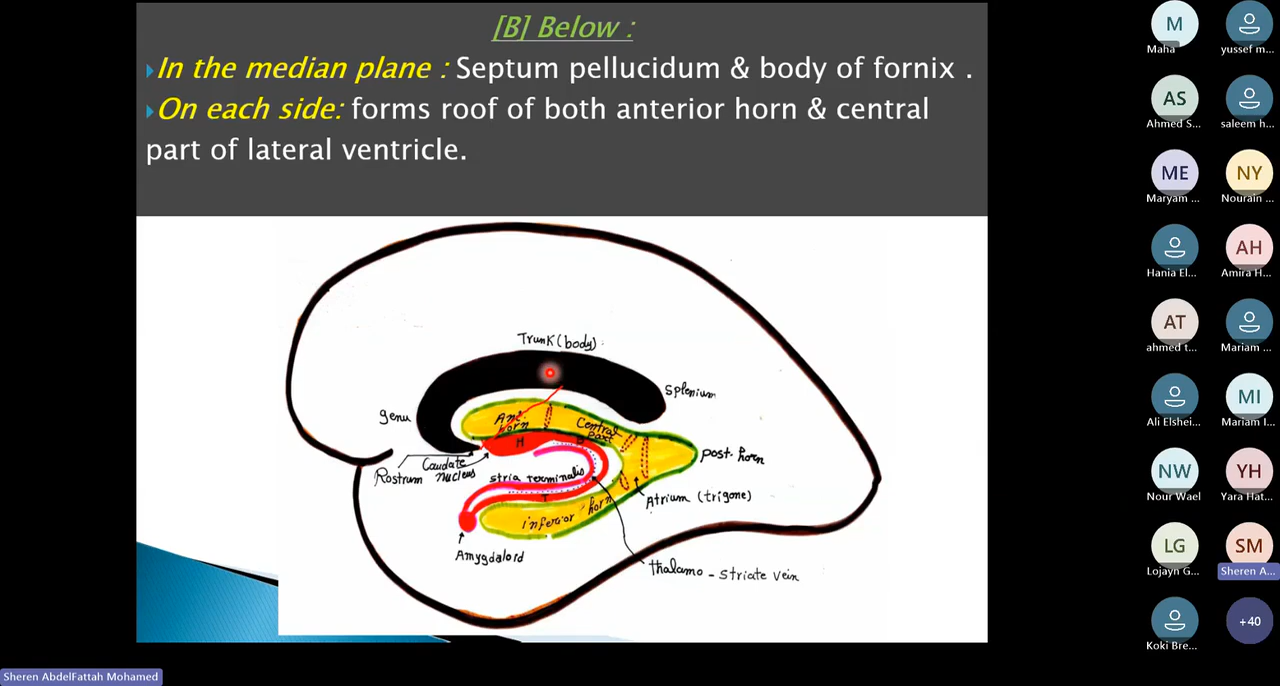 [B] Below :
In the median plane : Septum pellucidum & body of fornix .
On each side: forms roof of both anterior horn & central
part of lateral ventricle.
Trunk (body)
Splenium
genu
Ant.
horn
Central
part
H
B
post. horn
Rostrum
Caudate
nucleus
stria terminalis
T
Atrium (trigone)
inferior horn
Amygdaloid
thalamo - striate vein
M
Maha
yussef m...
AS
Ahmed S...
saleem h...
ME
Maryam ...
NY
Nourain ...
Hania El...
AH
Amira H...
AT
ahmed t...
Mariam ...
Ali Elshei...
MI
Mariam I...
NW
Nour Wael
YH
Yara Hat...
LG
Lojayn G...
SM
Sheren A...
Koki Bre...
+40
Sheren AbdelFattah Mohamed